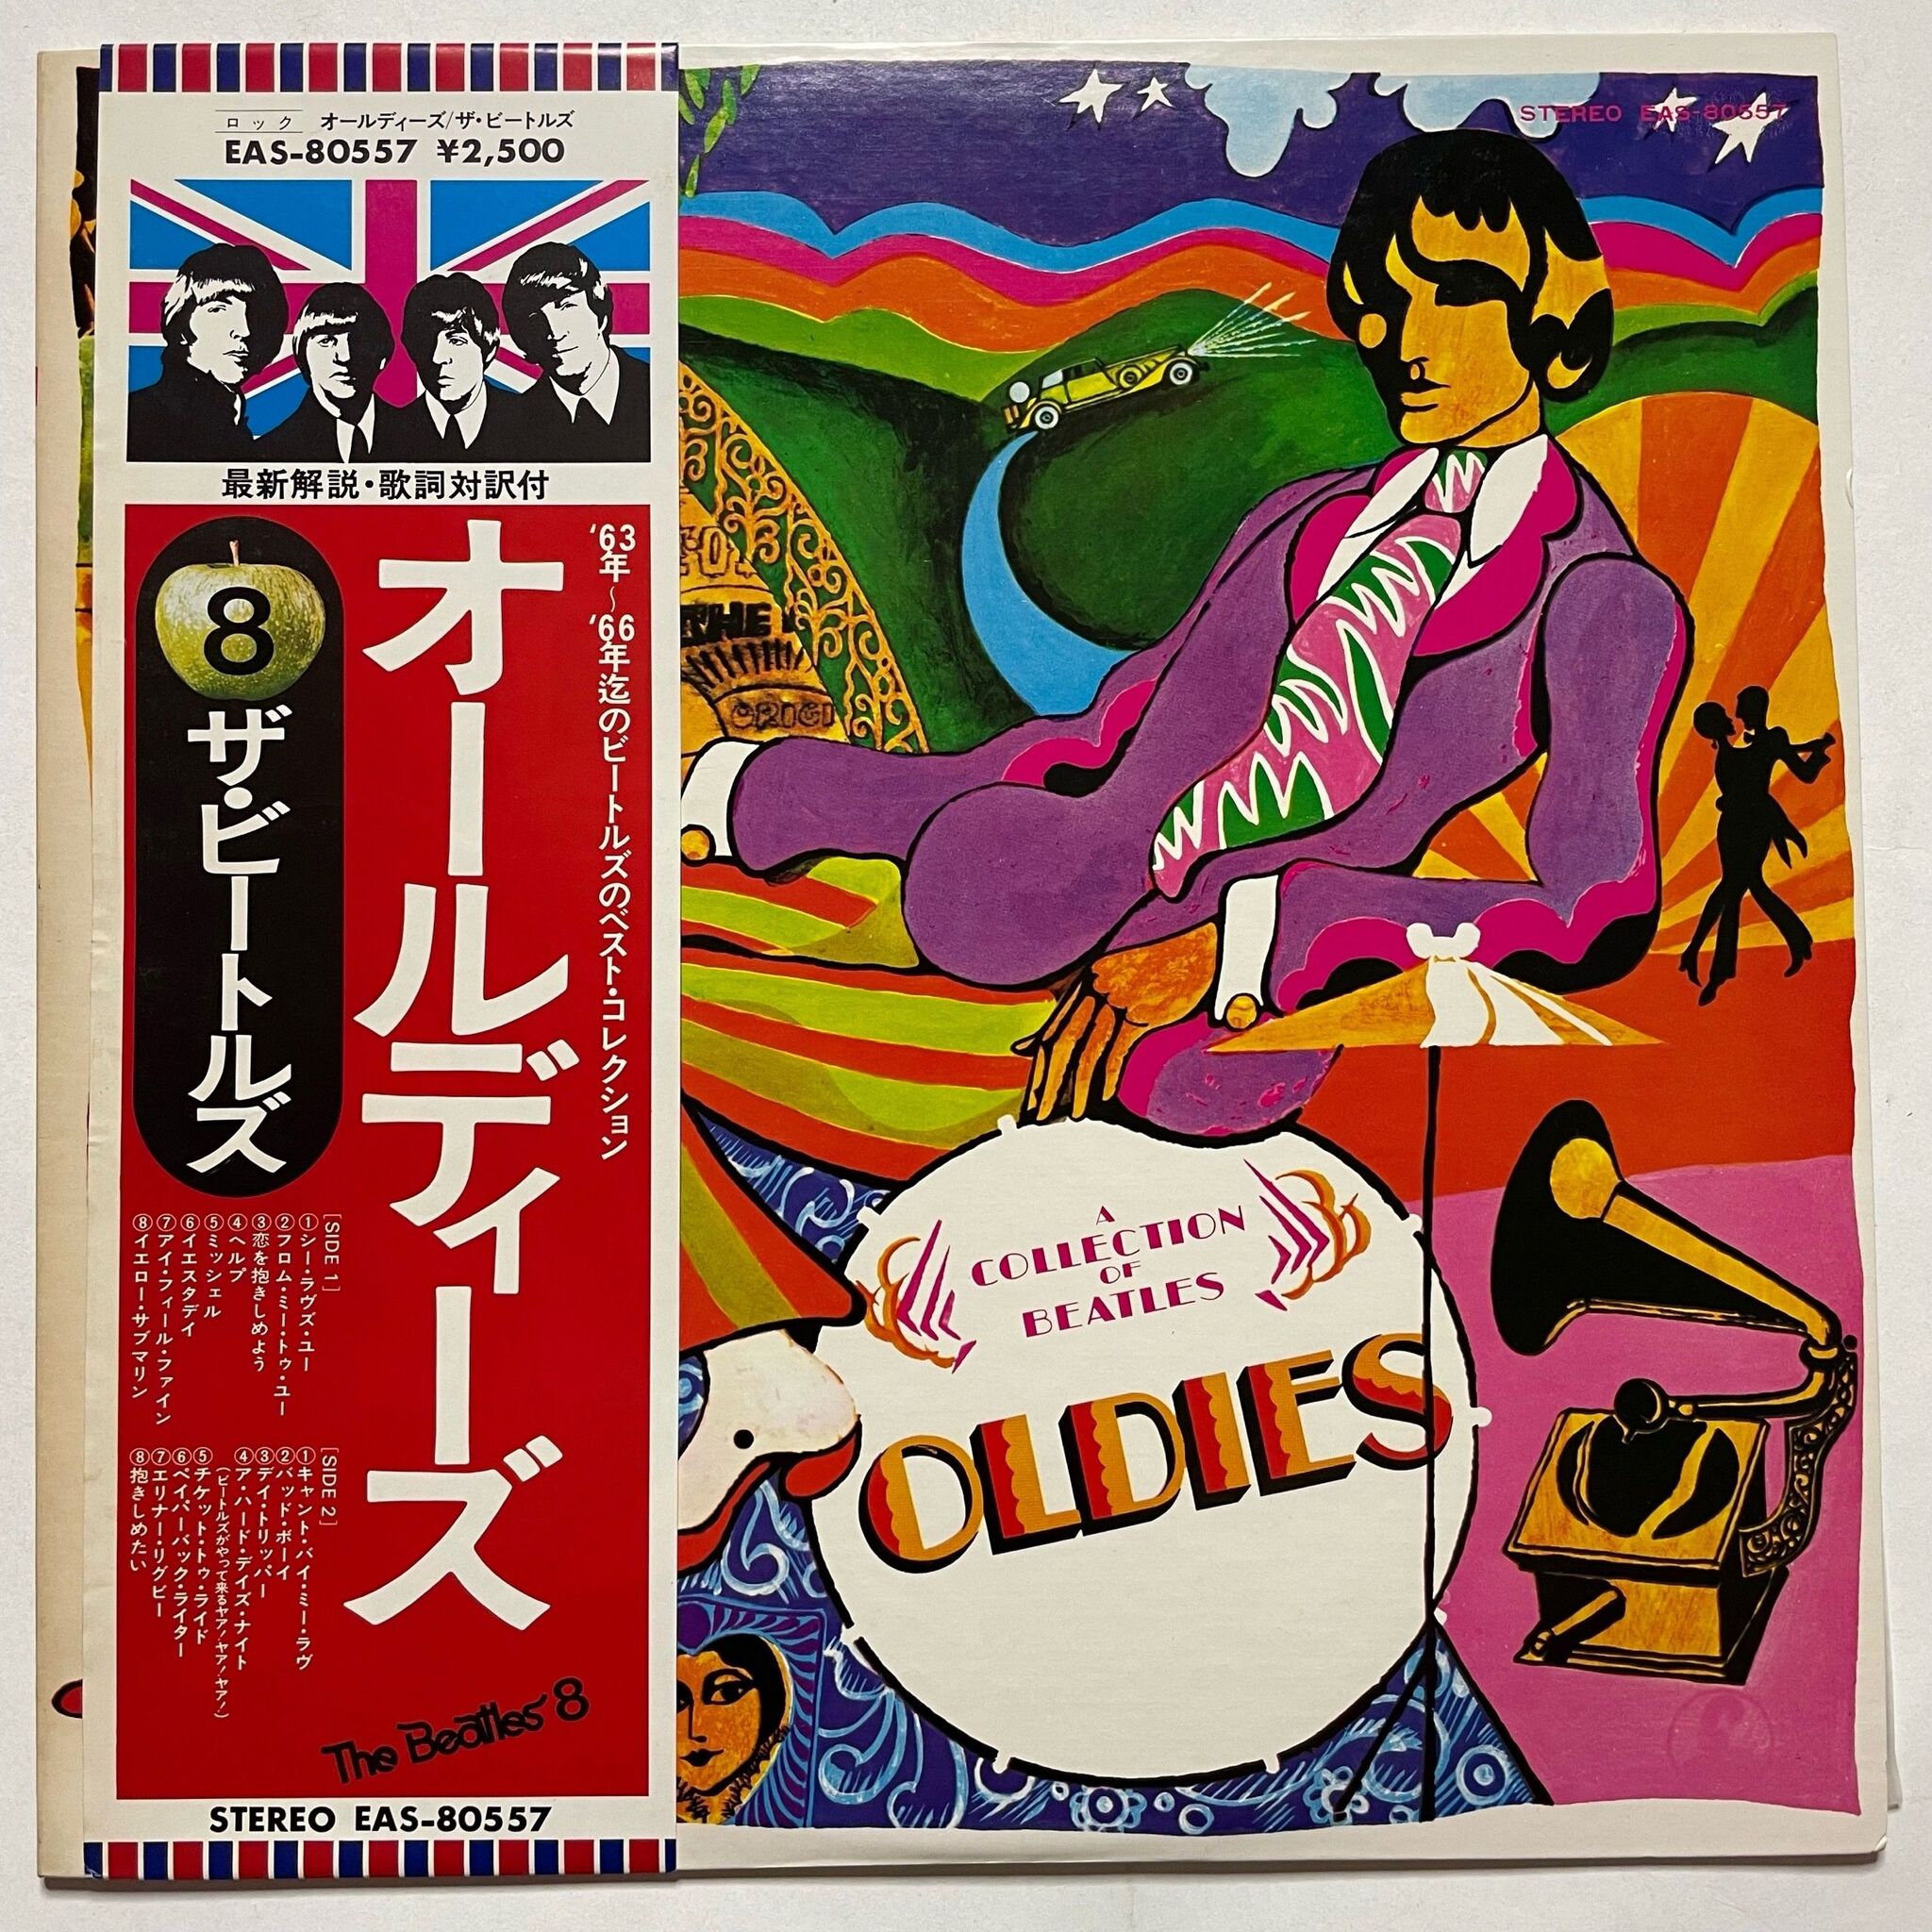 ロック オールディーズ/ザ・ビートルズ
EAS-80557 ¥2,500
最新解説・歌詞対訳付
'63年〜'66年迄のビートルズのベスト・コレクション
オールディーズ
8
ザ・ビートルズ
[SIDE 1]
①シー・ラヴズ・ユー
②フロム・ミー・トゥ・ユー
③恋を抱きしめよう
④ヘルプ
⑤ミッシェル
⑥イエスタデイ
⑦アイ・フィール・ファイン
⑧イエロー・サブマリン
[SIDE 2]
①キャント・バイ・ミー・ラヴ
②バッド・ボーイ
③デイ・トリッパー
④ア・ハード・デイズ・ナイト
(ビートルズがやって来るヤァ!ヤァ!ヤァ!)
⑤チケット・トゥ・ライド
⑥ペイパーバック・ライター
⑦エリナー・リグビー
⑧抱きしめたい
The Beatles 8
STEREO EAS-80557
STEREO EAS-80557
THE
ORIGI
A
COLLECTION
OF
BEATLES
OLDIES